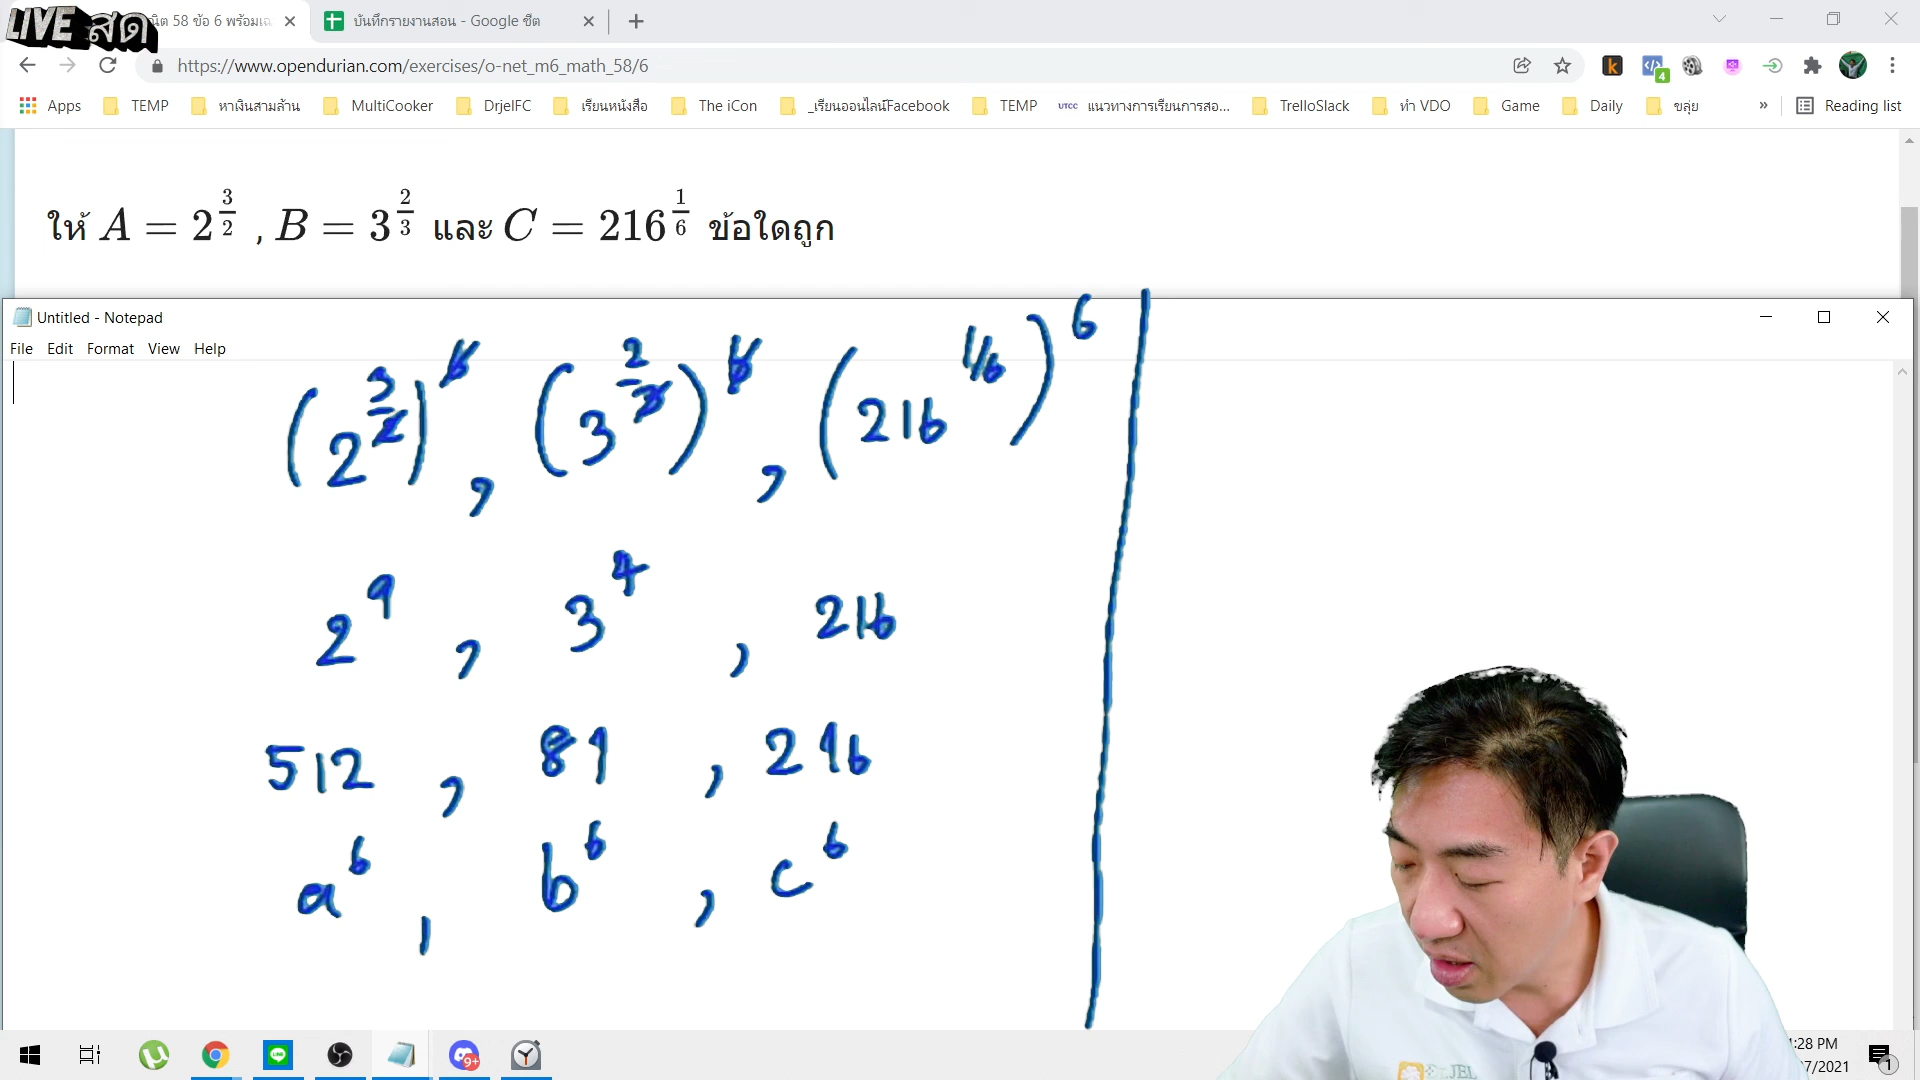 LIVE สด
58 ข้อ 6 พร้อมเฉ
บันทึกรายงานสอน - Google ชีต
https://www.opendurian.com/exercises/o-net_m6_math_58/6
4
Apps TEMP หาเงินสามล้าน MultiCooker DrjelFC เรียนหนังสือ The iCon _เรียนออนไลน์Facebook TEMP UTCC แนวทางการเรียนการสอ... TrelloSlack ทำ VDO Game Daily ขลุ่ย » Reading list
ให้ A = 2^{3/2} , B = 3^{2/3} และ C = 216^{1/6} ข้อใดถูก
Untitled - Notepad
File Edit Format View Help
(2^{3/2})^6 , (3^{2/3})^6 , (216^{1/6})^6
2^9 , 3^4 , 216
512 , 81 , 216
a^6 , b^6 , c^6
LINE
9+
:28 PM
7/2021
1